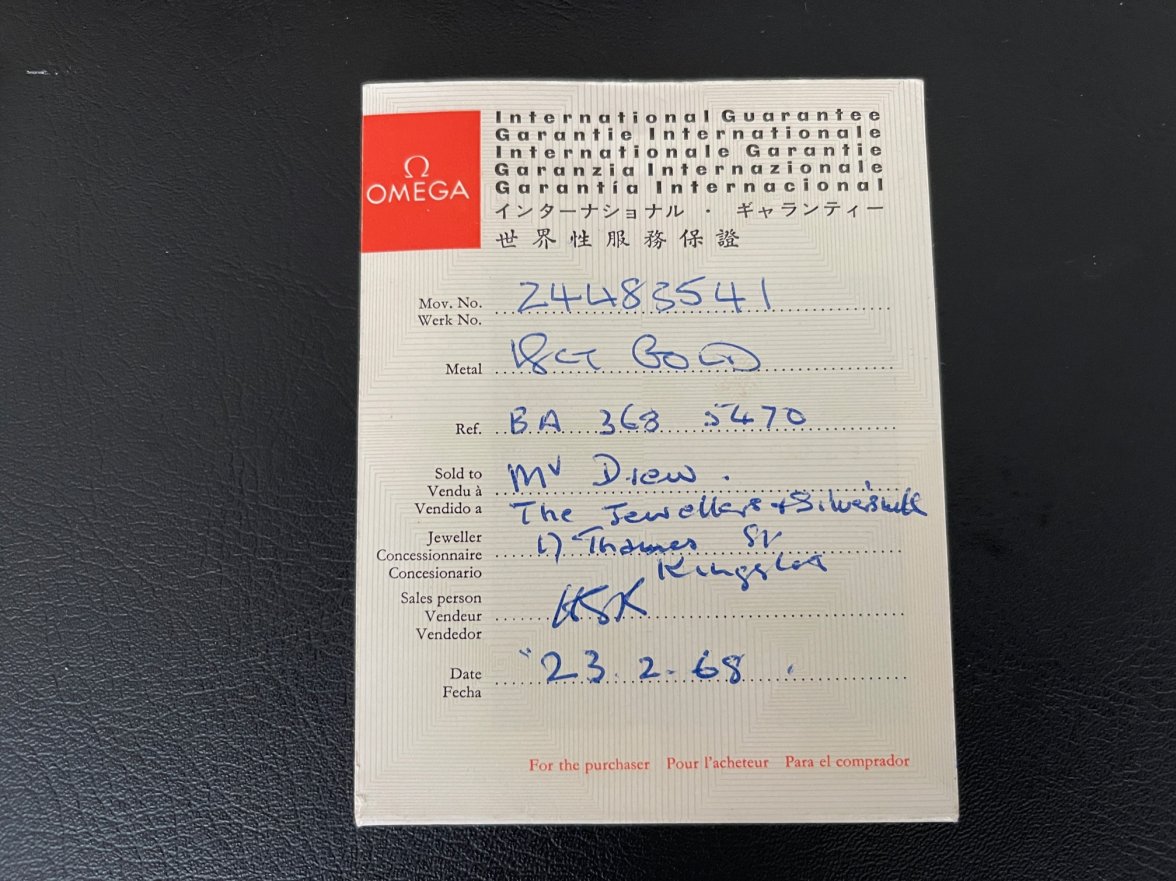 Ω
OMEGA
International Guarantee
Garantie Internationale
Internationale Garantie
Garanzia Internazionale
Garantía Internacional
インターナショナル・ギャランティー
世界性服務保證
Mov. No. 24483541
Werk No.
Metal 18ct GOLD
Ref. BA 368 5470
Sold to Mr Drew.
Vendu à
Vendido a The Jewellers +
Jeweller
Concessionnaire 17 Thames St
Concesionario Kingston
Sales person
Vendeur
Vendedor
Date 23.2.68
Fecha
For the purchaser Pour l'acheteur Para el comprador